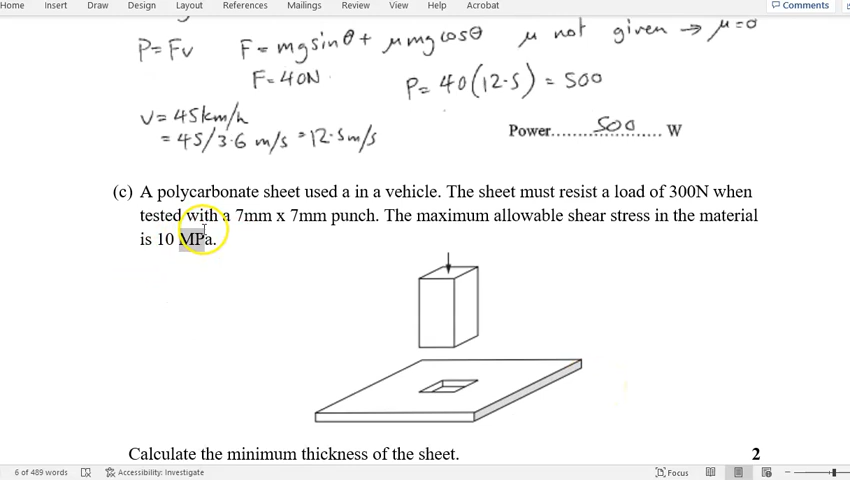 Home Insert Draw Design Layout References Mailings Review View Help Acrobat Comments
P=Fv F=mgsinθ+ μmgcosθ μ not given → μ=0
F=40N P= 40(12.5) = 500
V=45km/h
= 45/3.6 m/s = 12.5m/s
Power..............500....... W
(c) A polycarbonate sheet used a in a vehicle. The sheet must resist a load of 300N when
tested with a 7mm x 7mm punch. The maximum allowable shear stress in the material
is 10 MPa.
Calculate the minimum thickness of the sheet. 2
6 of 489 words Accessibility: Investigate Focus